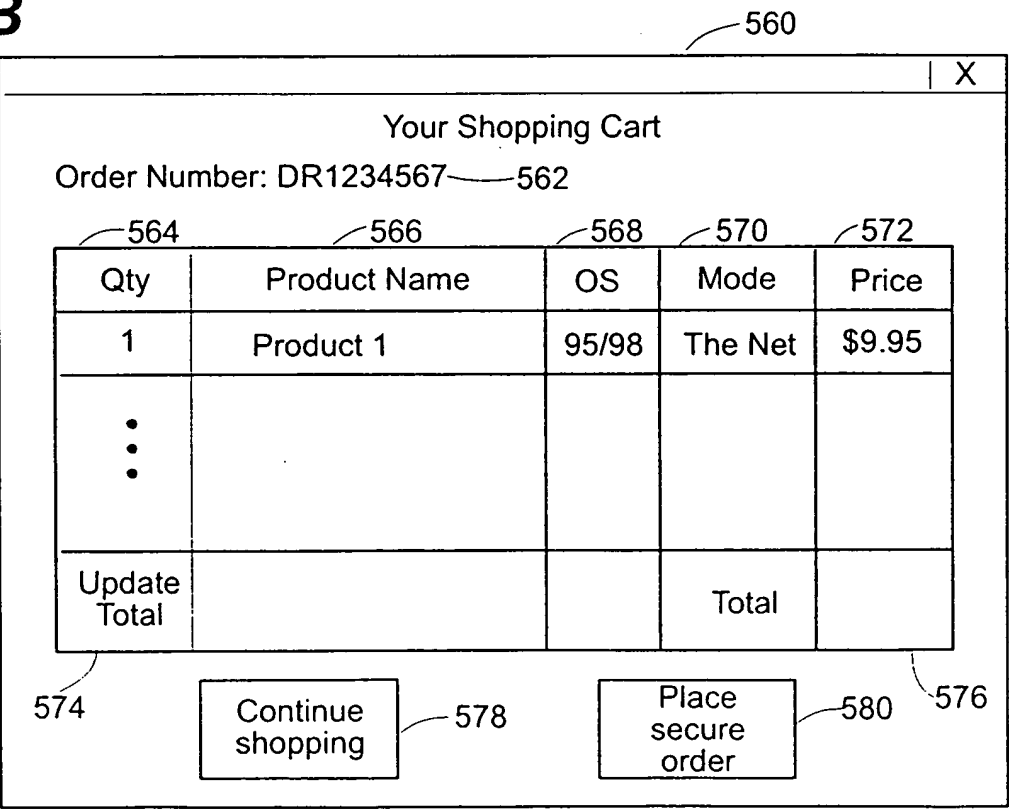 560
X
Your Shopping Cart
Order Number: DR1234567 562
564 566 568 570 572
Qty Product Name OS Mode Price
1 Product 1 95/98 The Net $9.95
Update
Total
Total
574
576
Continue
shopping
578
Place
secure
order
580